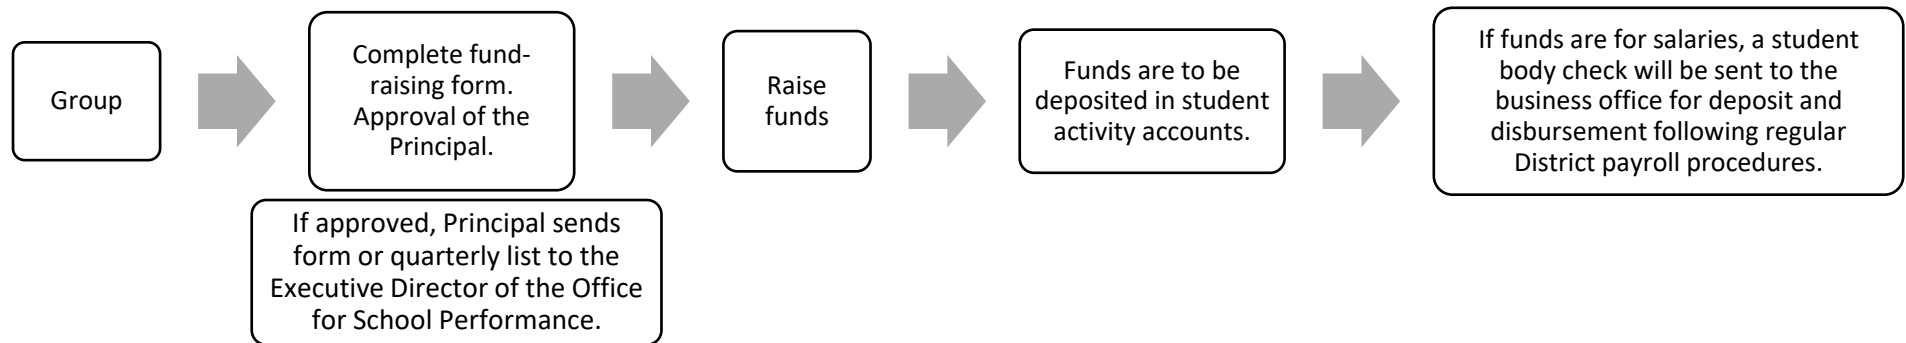 Group
Complete fund-
raising form.
Approval of the
Principal.
If approved, Principal sends
form or quarterly list to the
Executive Director of the Office
for School Performance.
Raise
funds
Funds are to be
deposited in student
activity accounts.
If funds are for salaries, a student
body check will be sent to the
business office for deposit and
disbursement following regular
District payroll procedures.